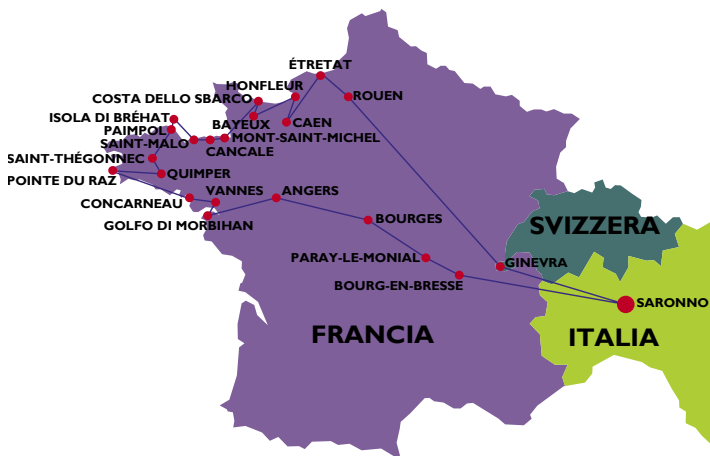 ÉTRETAT
HONFLEUR
ROUEN
COSTA DELLO SBARCO
ISOLA DI BRÉHAT
BAYEUX
CAEN
PAIMPOL
MONT-SAINT-MICHEL
SAINT-MALO
CANCALE
SAINT-THÉGONNEC
QUIMPER
POINTE DU RAZ
VANNES
ANGERS
CONCARNEAU
GOLFO DI MORBIHAN
BOURGES
SVIZZERA
PARAY-LE-MONIAL
GINEVRA
BOURG-EN-BRESSE
SARONNO
FRANCIA
ITALIA